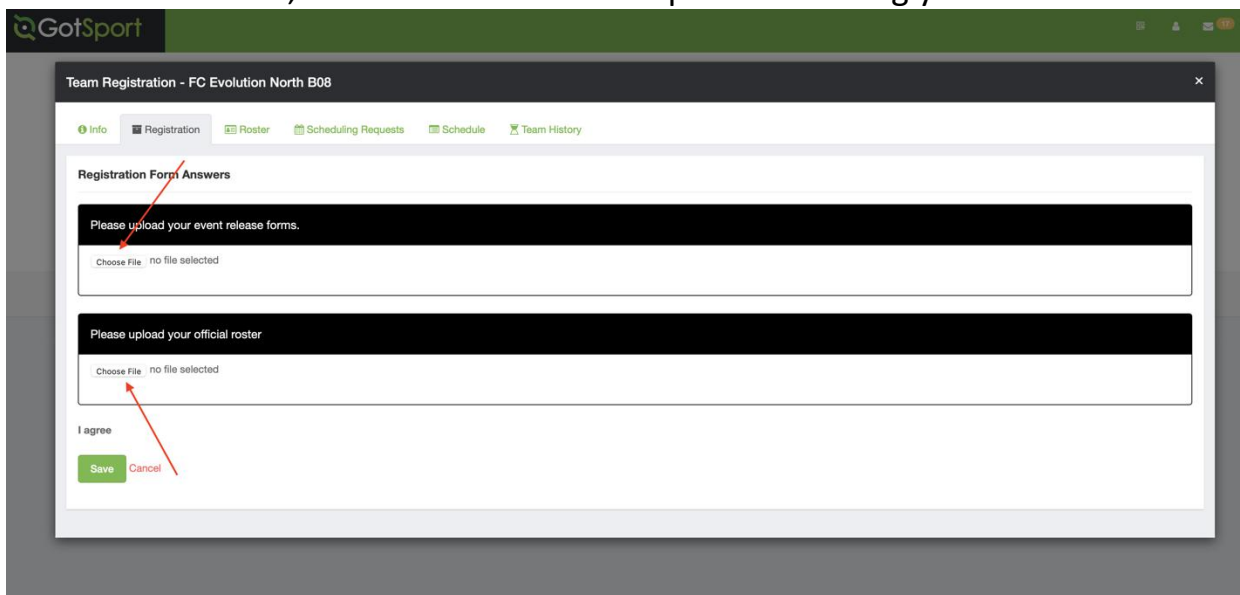 GotSport
17
Team Registration - FC Evolution North B08
×
Info Registration Roster Scheduling Requests Schedule Team History
Registration Form Answers
Please upload your event release forms.
Choose File no file selected
Please upload your official roster
Choose File no file selected
I agree
Save Cancel